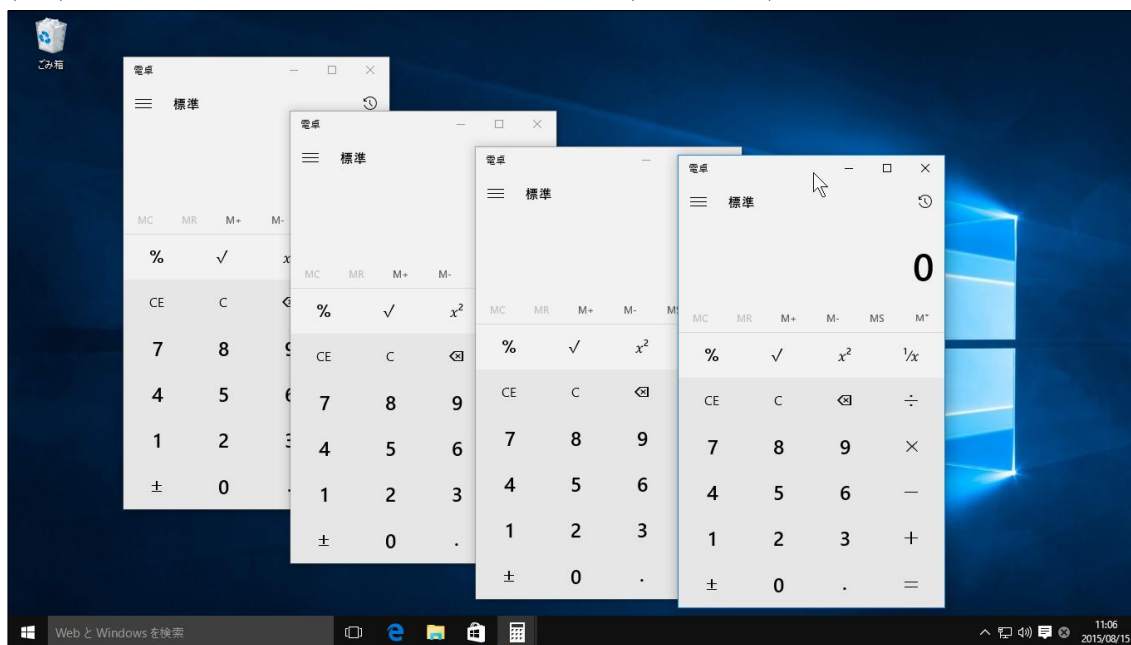 ごみ箱
電卓
標準
MC MR M+ M-
%  √
CE C
7 8 9
4 5 6
1 2 3
± 0 .
電卓
標準
MC MR M+ M-
% √ x²
CE C
7 8 9
4 5 6
1 2 3
± 0 .
電卓
標準
MC MR M+ M- MS
% √ x²
CE C
7 8 9
4 5 6
1 2 3
± 0 .
電卓
標準
0
MC MR M+ M- MS M˅
% √ x² ¹/x
CE C ÷
7 8 9 ×
4 5 6 −
1 2 3 +
± 0 . =
Web と Windows を検索
11:06
2015/08/15